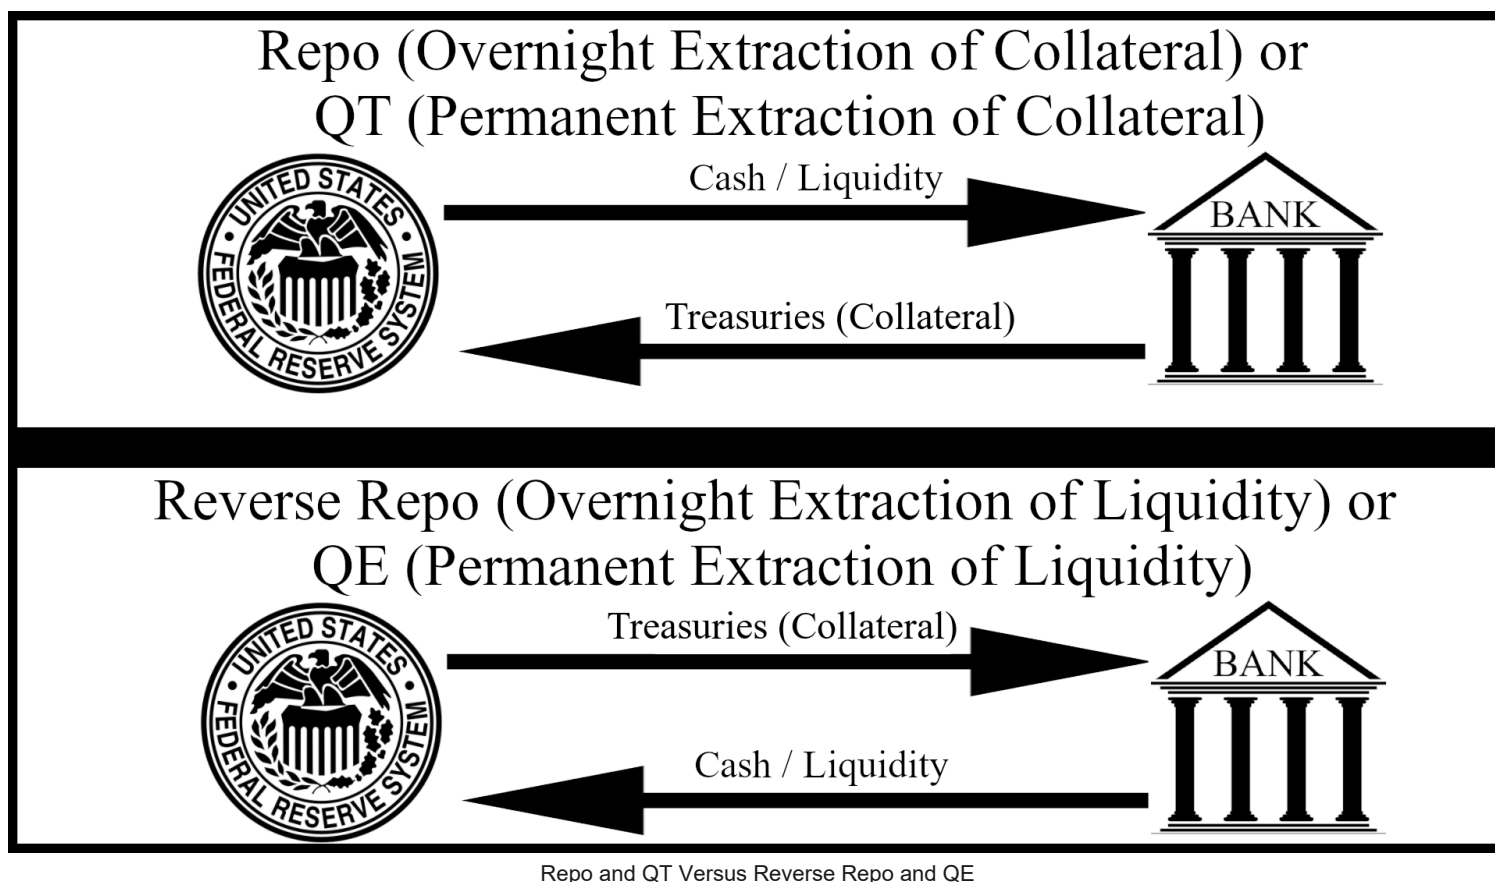 Repo (Overnight Extraction of Collateral) or
QT (Permanent Extraction of Collateral)
UNITED STATES
FEDERAL RESERVE SYSTEM
Cash / Liquidity
BANK
Treasuries (Collateral)
Reverse Repo (Overnight Extraction of Liquidity) or
QE (Permanent Extraction of Liquidity)
UNITED STATES
FEDERAL RESERVE SYSTEM
Treasuries (Collateral)
BANK
Cash / Liquidity
Repo and QT Versus Reverse Repo and QE